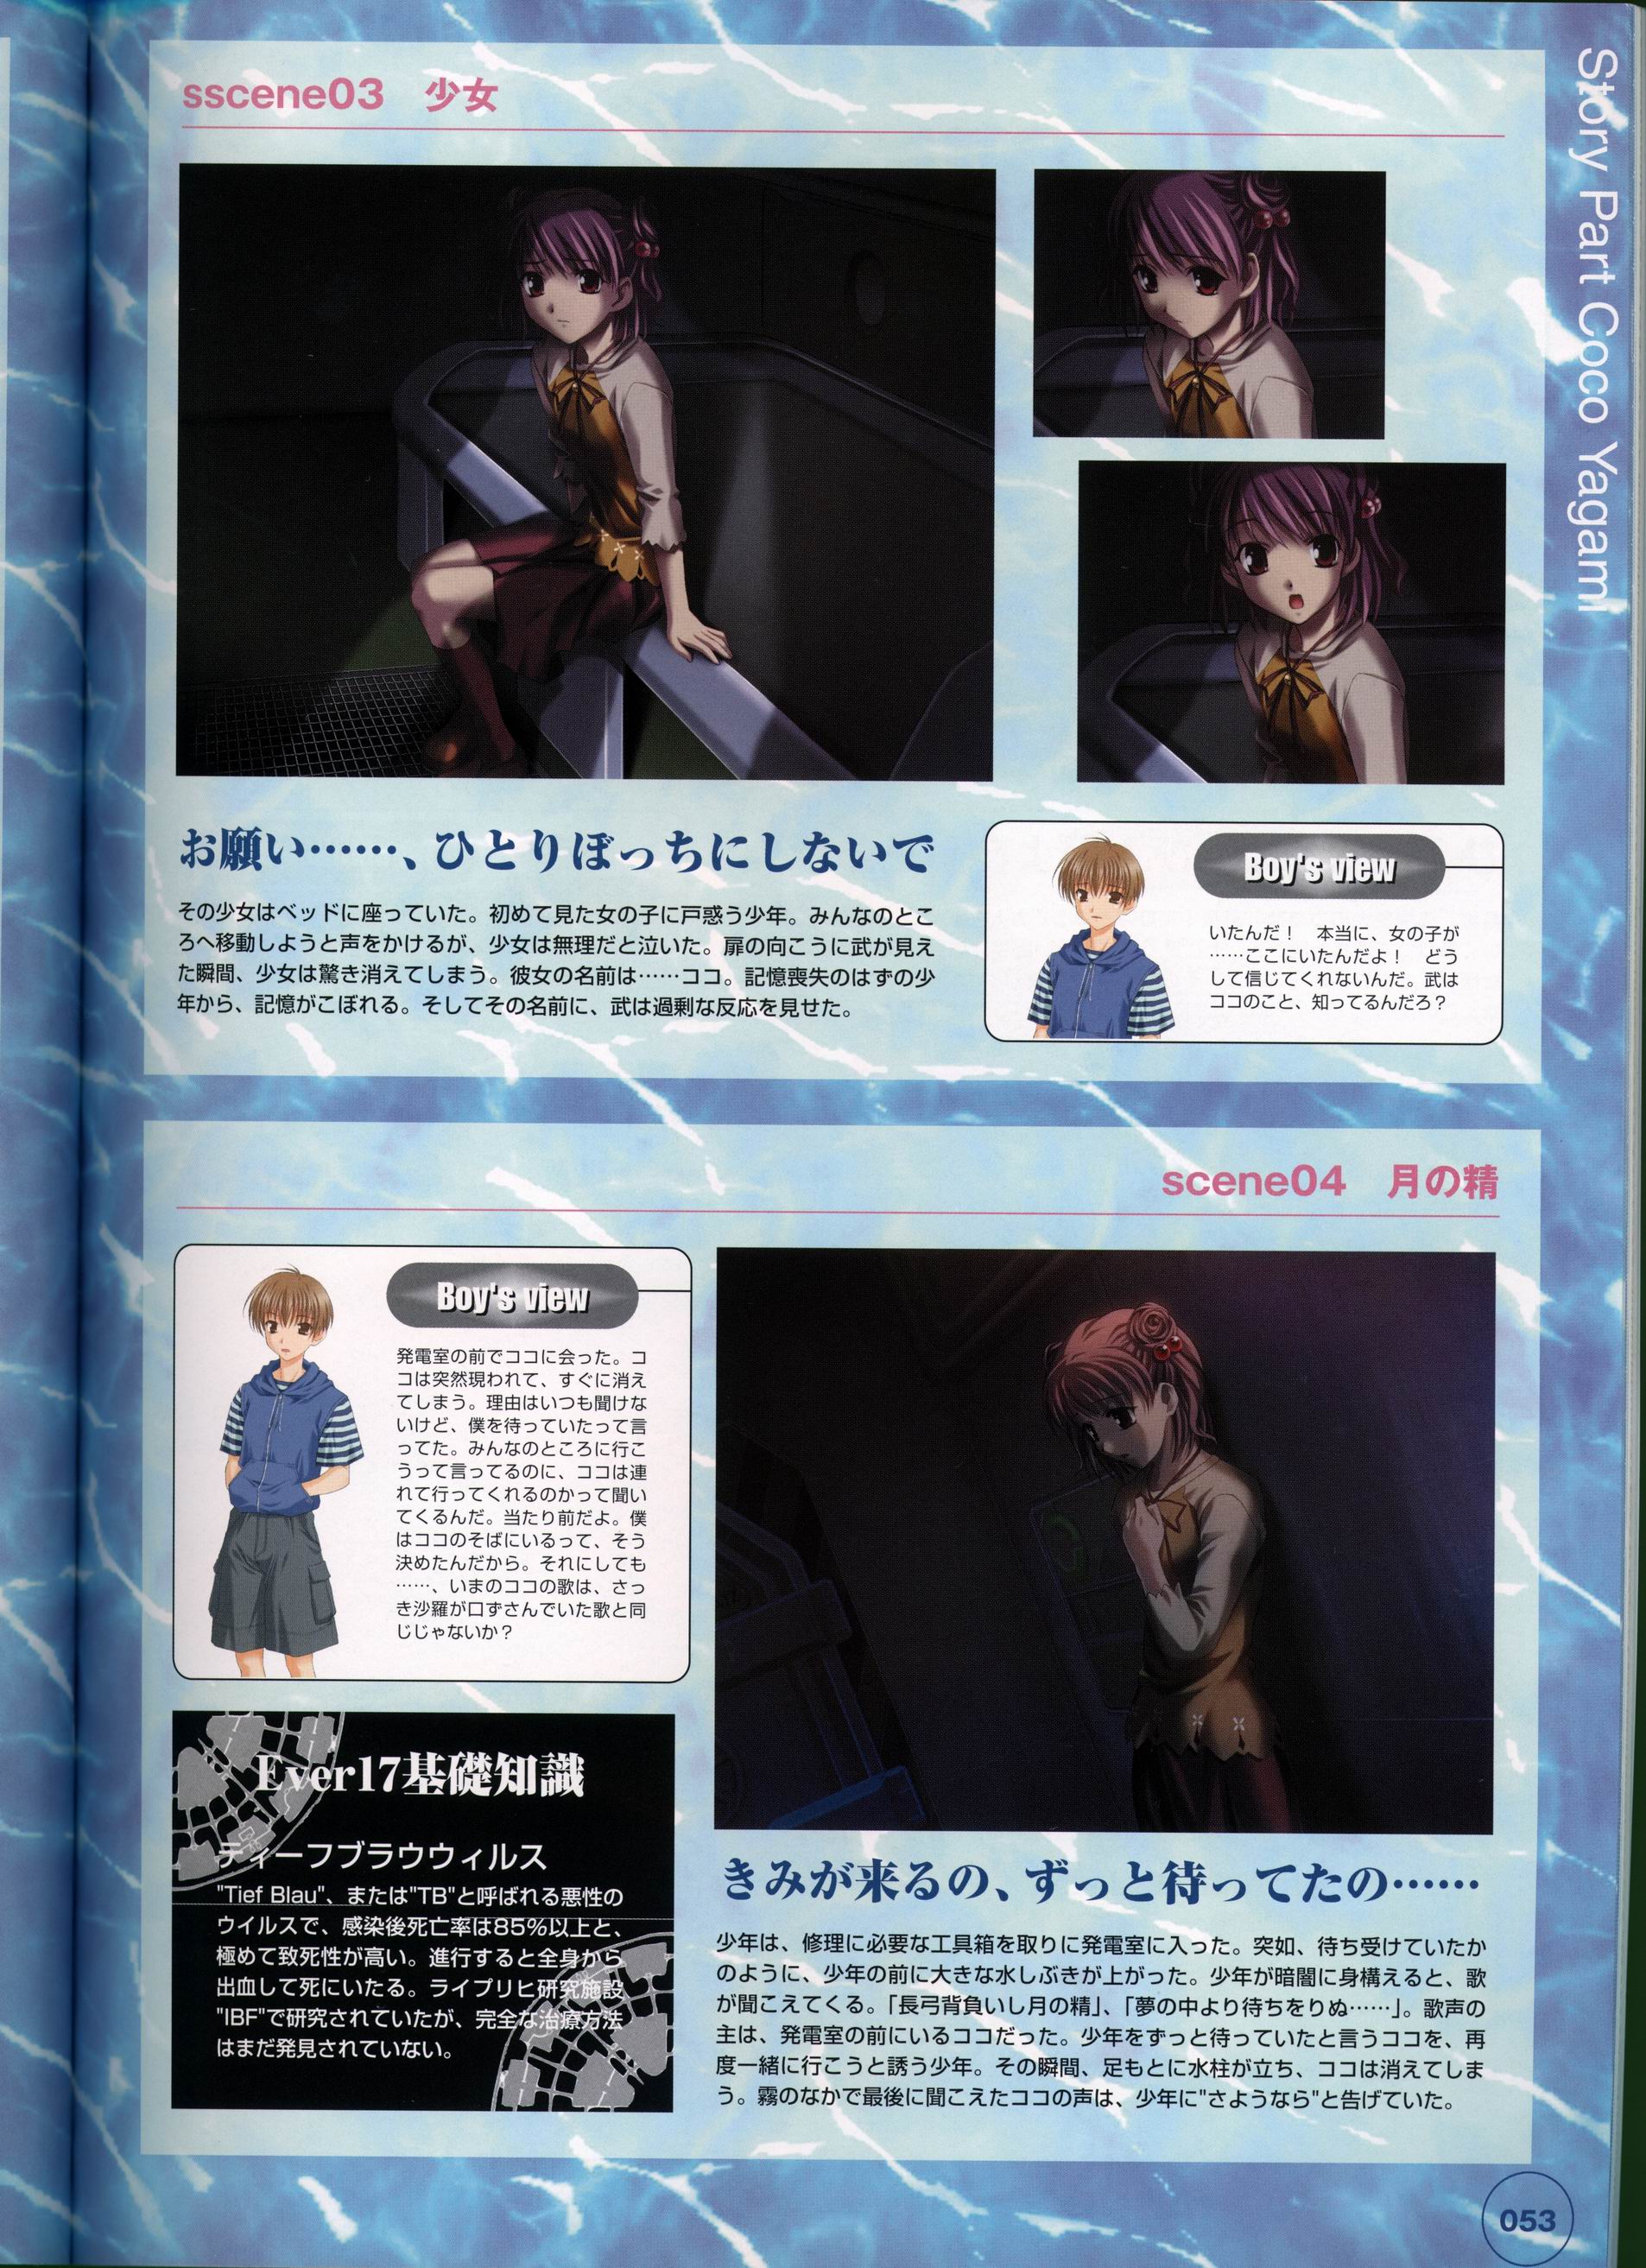 Story Part Coco Yagami
sscene03　少女
お願い……、ひとりぼっちにしないで
その少女はベッドに座っていた。初めて見た女の子に戸惑う少年。みんなのとこ
ろへ移動しようと声をかけるが、少女は無理だと泣いた。扉の向こうに武が見え
た瞬間、少女は驚き消えてしまう。彼女の名前は……ココ。記憶喪失のはずの少
年から、記憶がこぼれる。そしてその名前に、武は過剰な反応を見せた。
Boy's view
いたんだ！　本当に、女の子が
……ここにいたんだよ！　どう
して信じてくれないんだ。武は
ココのこと、知ってるんだろ？
scene04　月の精
Boy's view
発電室の前でココに会った。コ
コは突然現われて、すぐに消え
てしまう。理由はいつも聞けな
いけど、僕を待っていたって言
ってた。みんなのところに行こ
うって言ってるのに、ココは連
れて行ってくれるのかって聞い
てくるんだ。当たり前だよ。僕
はココのそばにいるって、そう
決めたんだから。それにしても
……、いまのココの歌は、さっ
き沙羅が口ずさんでいた歌と同
じじゃないか？
Ever17基礎知識
ティーフブラウウィルス
"Tief Blau"、または"TB"と呼ばれる悪性の
ウイルスで、感染後死亡率は85%以上と、
極めて致死性が高い。進行すると全身から
出血して死にいたる。ライプリヒ研究施設
"IBF"で研究されていたが、完全な治療方法
はまだ発見されていない。
きみが来るの、ずっと待ってたの……
少年は、修理に必要な工具箱を取りに発電室に入った。突如、待ち受けていたか
のように、少年の前に大きな水しぶきが上がった。少年が暗闇に身構えると、歌
が聞こえてくる。「長弓背負いし月の精」、「夢の中より待ちをりぬ……」。歌声の
主は、発電室の前にいるココだった。少年をずっと待っていたと言うココを、再
度一緒に行こうと誘う少年。その瞬間、足もとに水柱が立ち、ココは消えてしま
う。霧のなかで最後に聞こえたココの声は、少年に"さようなら"と告げていた。
053